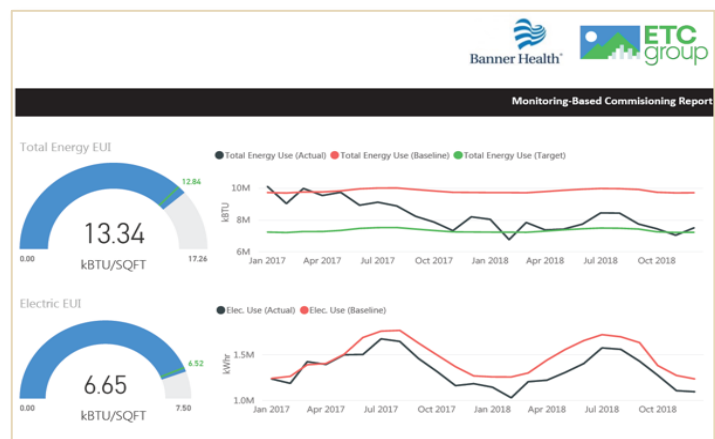 Banner Health
ETC
group
Monitoring-Based Commisioning Report
Total Energy EUI
12.84
13.34
kBTU/SQFT
0.00
17.26
Total Energy Use (Actual) Total Energy Use (Baseline) Total Energy Use (Target)
10M
8M
6M
kBTU
Jan 2017 Apr 2017 Jul 2017 Oct 2017 Jan 2018 Apr 2018 Jul 2018 Oct 2018
Electric EUI
6.52
6.65
kBTU/SQFT
0.00
7.50
Elec. Use (Actual) Elec. Use (Baseline)
1.5M
1.0M
kWhr
Jan 2017 Apr 2017 Jul 2017 Oct 2017 Jan 2018 Apr 2018 Jul 2018 Oct 2018